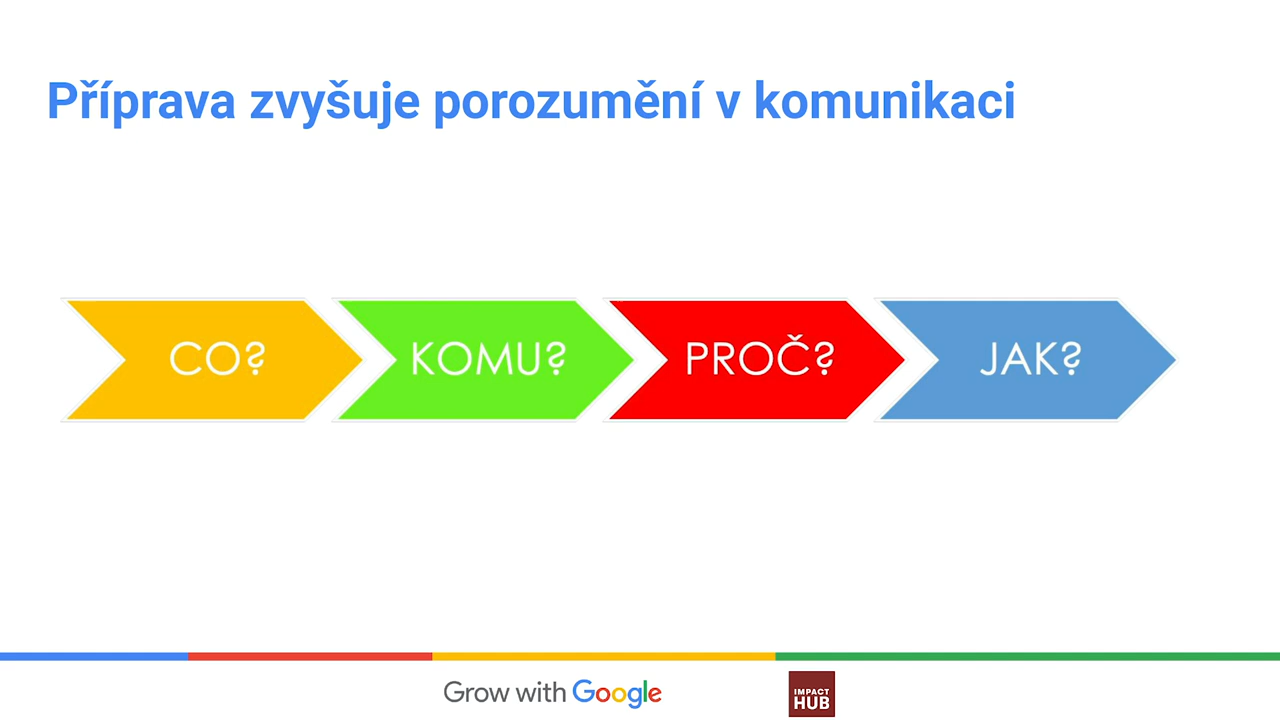 Příprava zvyšuje porozumění v komunikaci
CO?
KOMU?
PROČ?
JAK?
Grow with Google
IMPACT
HUB